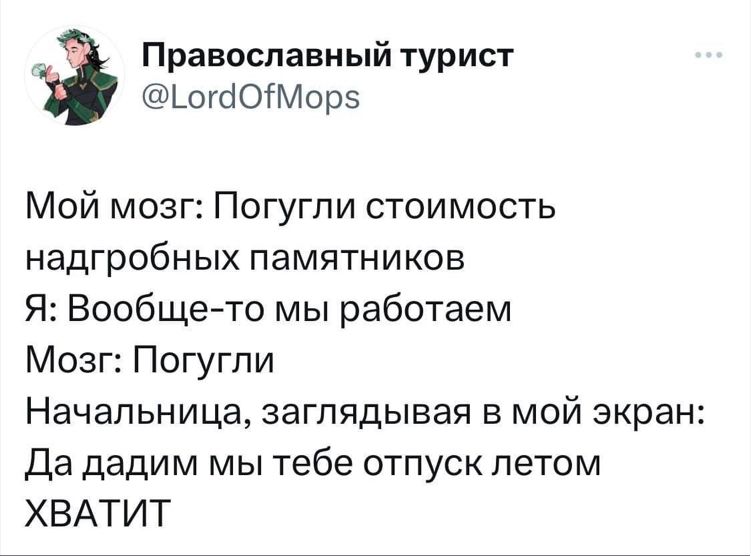 Православный турист
@LordOfMops
Мой мозг: Погугли стоимость
надгробных памятников
Я: Вообще-то мы работаем
Мозг: Погугли
Начальница, заглядывая в мой экран:
Да дадим мы тебе отпуск летом
ХВАТИТ